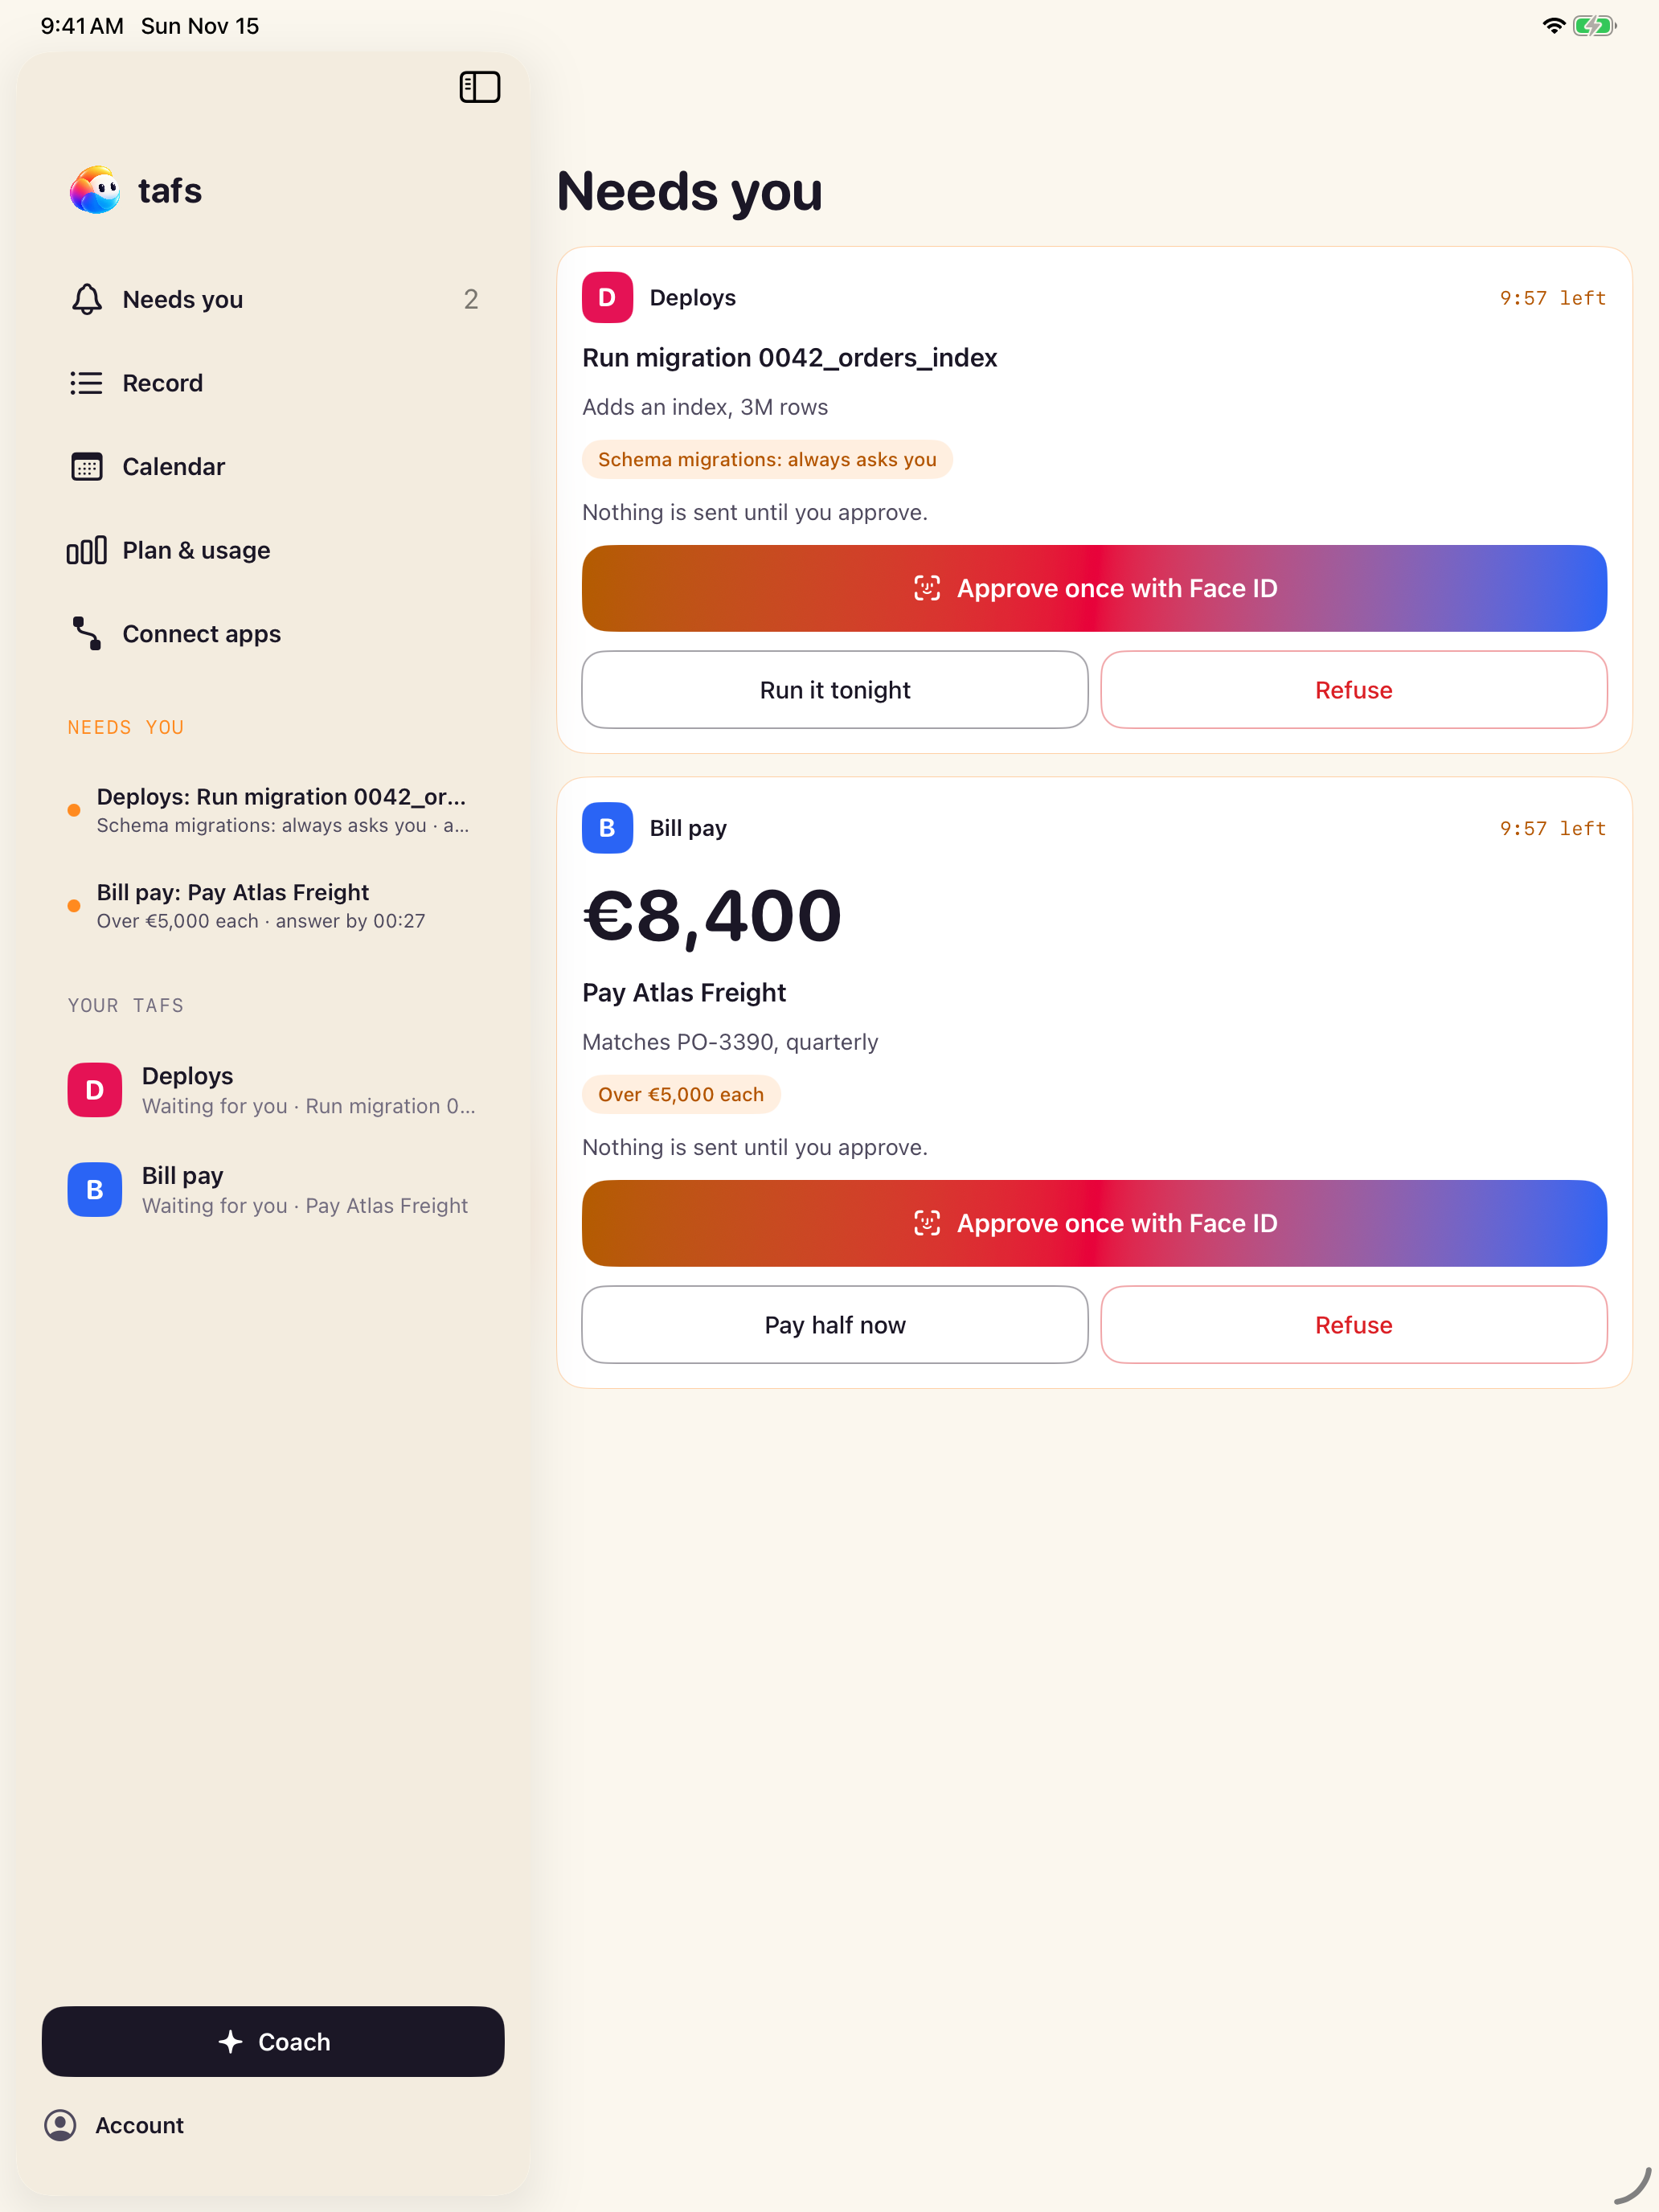 9:41 AM Sun Nov 15
tafs
Needs you 2
Record
Calendar
Plan & usage
Connect apps
NEEDS YOU
Deploys: Run migration 0042_or...
Schema migrations: always asks you · a...
Bill pay: Pay Atlas Freight
Over €5,000 each · answer by 00:27
YOUR TAFS
D Deploys
Waiting for you · Run migration 0...
B Bill pay
Waiting for you · Pay Atlas Freight
Coach
Account
Needs you
D Deploys 9:57 left
Run migration 0042_orders_index
Adds an index, 3M rows
Schema migrations: always asks you
Nothing is sent until you approve.
Approve once with Face ID
Run it tonight Refuse
B Bill pay 9:57 left
€8,400
Pay Atlas Freight
Matches PO-3390, quarterly
Over €5,000 each
Nothing is sent until you approve.
Approve once with Face ID
Pay half now Refuse